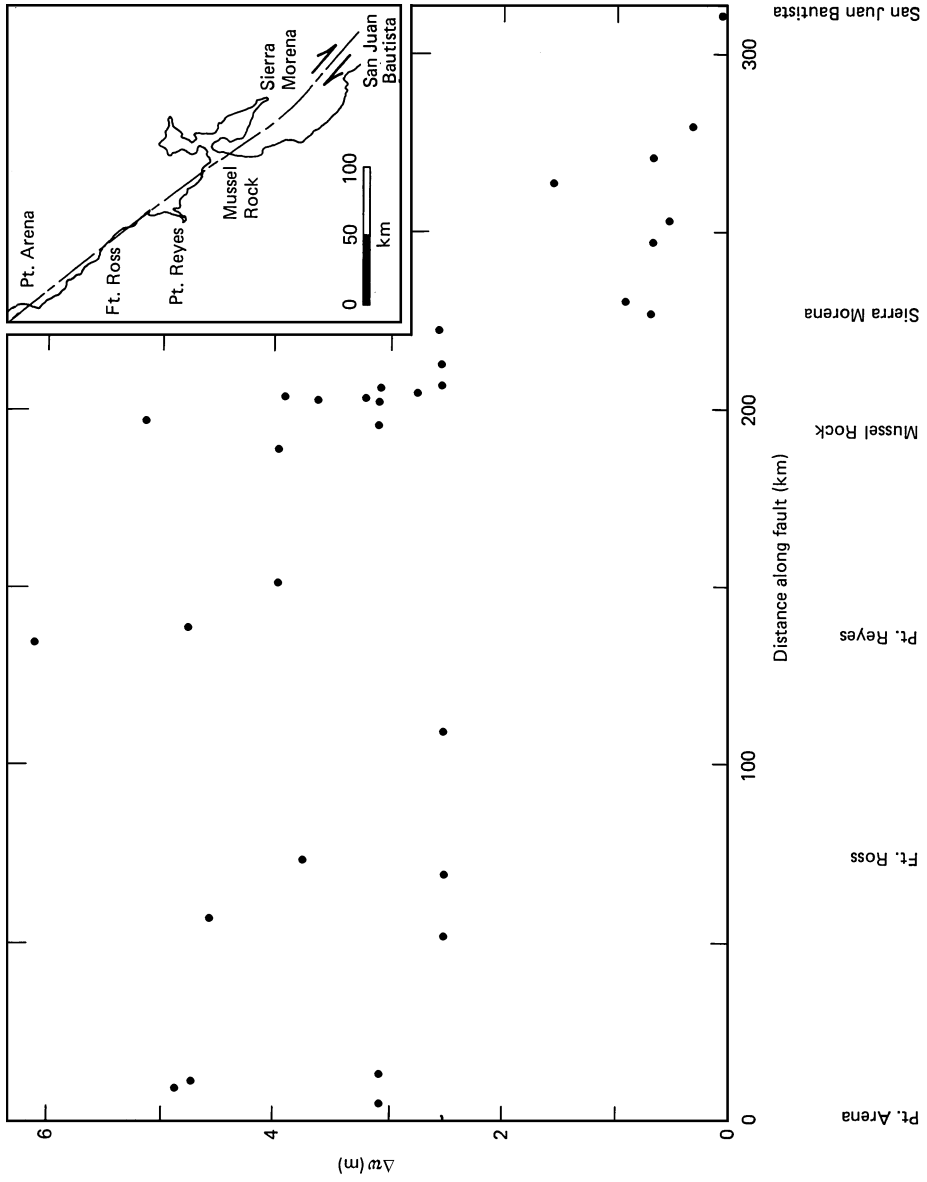 Pt. Arena
Ft. Ross
Pt. Reyes
Mussel
Rock
Sierra
Morena
San Juan
Bautista
0 50 100
km
6
4
2
0
Δw (m)
0 100 200 300
Distance along fault (km)
Pt. Arena
Ft. Ross
Pt. Reyes
Mussel Rock
Sierra Morena
San Juan Bautista